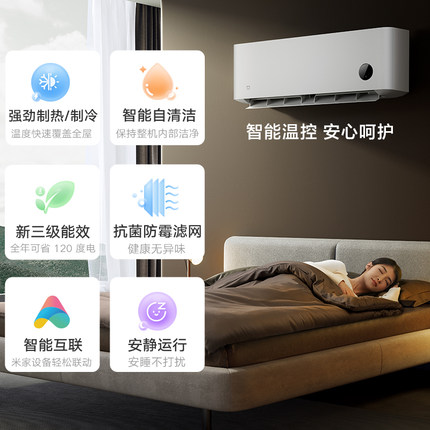 智能温控 安心呵护
强劲制热/制冷
温度快速覆盖全屋
智能自清洁
保持整机内部洁净
新三级能效
全年可省 120 度电
抗菌防霉滤网
健康无异味
智能互联
米家设备轻松联动
安静运行
安睡不打扰